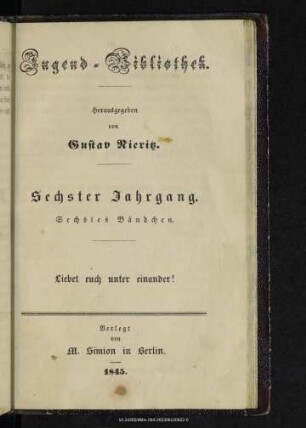 Jugend-Bibliothek.
Herausgegeben
von
Gustav Nieritz.
Sechster Jahrgang.
Sechstes Bändchen.
Liebet euch unter einander!
Verlegt
von
M. Simion in Berlin.
1845.